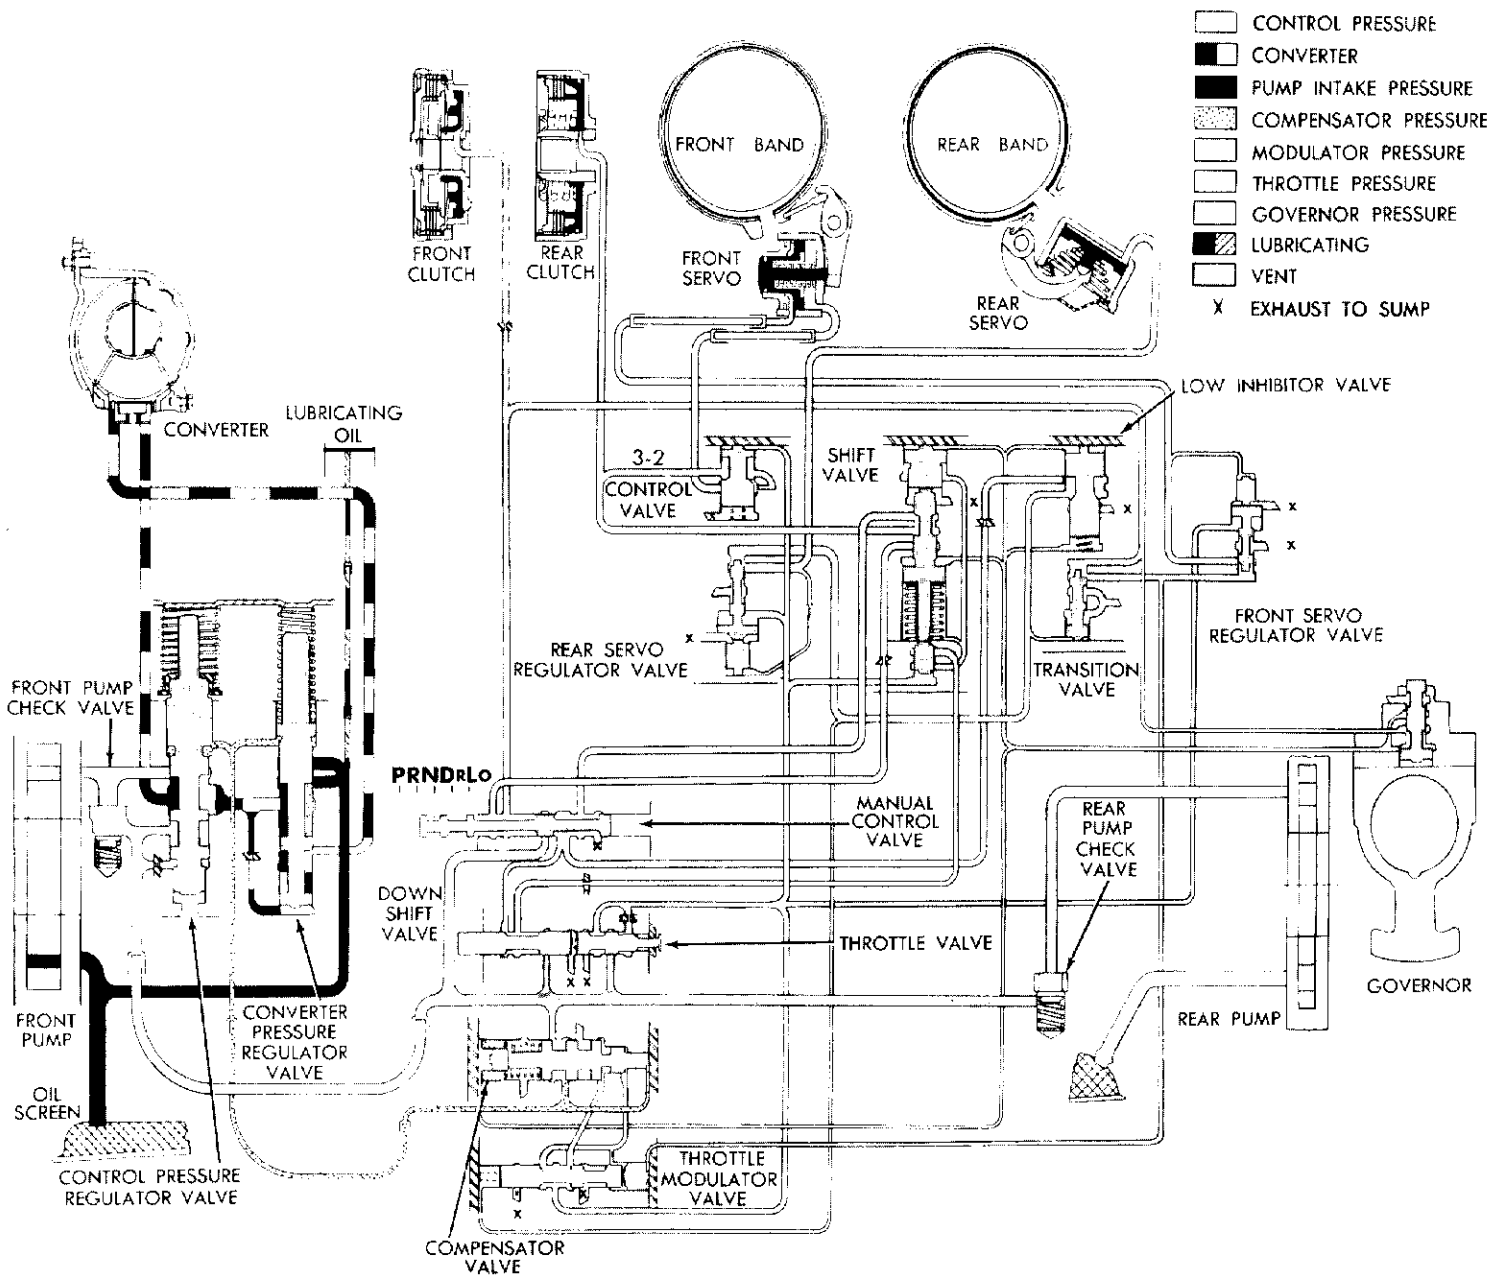 CONTROL PRESSURE
CONVERTER
PUMP INTAKE PRESSURE
COMPENSATOR PRESSURE
MODULATOR PRESSURE
THROTTLE PRESSURE
GOVERNOR PRESSURE
LUBRICATING
VENT
X EXHAUST TO SUMP
FRONT
CLUTCH
REAR
CLUTCH
FRONT BAND
REAR BAND
FRONT
SERVO
REAR
SERVO
LOW INHIBITOR VALVE
CONVERTER
LUBRICATING
OIL
3-2
CONTROL
VALVE
SHIFT
VALVE
X
X
X
X
X
REAR SERVO
REGULATOR VALVE
TRANSITION
VALVE
FRONT SERVO
REGULATOR VALVE
FRONT PUMP
CHECK VALVE
PRNDRLO
MANUAL
CONTROL
VALVE
X
REAR
PUMP
CHECK
VALVE
DOWN
SHIFT
VALVE
THROTTLE VALVE
X X
GOVERNOR
FRONT
PUMP
CONVERTER
PRESSURE
REGULATOR
VALVE
REAR PUMP
OIL
SCREEN
CONTROL PRESSURE
REGULATOR VALVE
THROTTLE
MODULATOR
VALVE
X
X
COMPENSATOR
VALVE